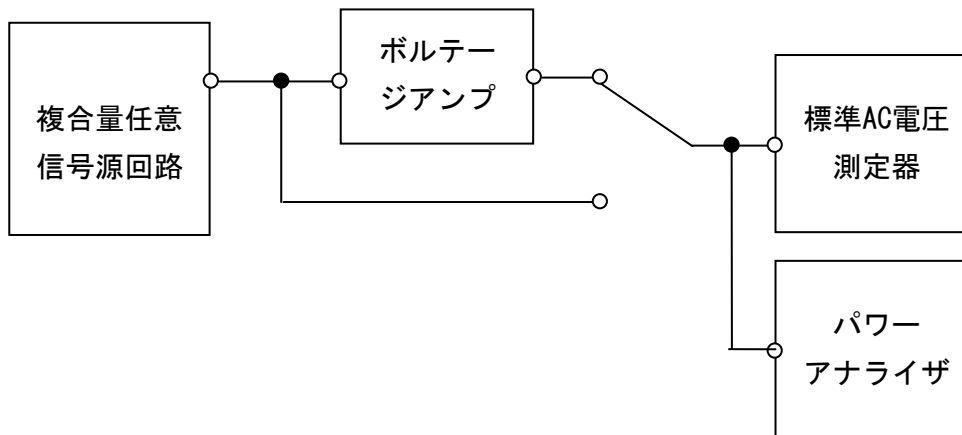 複合量任意
信号源回路
ボルテー
ジアンプ
標準AC電圧
測定器
パワー
アナライザ